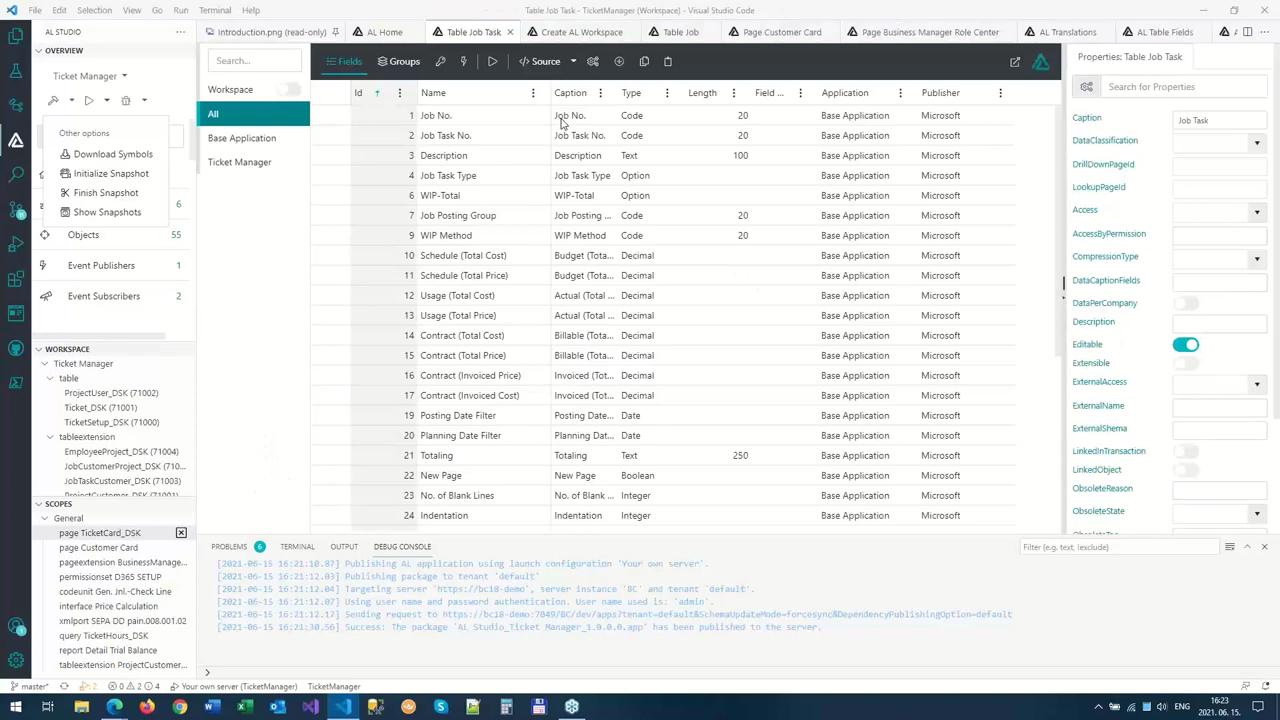 File Edit Selection View Go Run Terminal Help
Table Job Task - TicketManager (Workspace) - Visual Studio Code
AL STUDIO
Introduction.png (read-only) AL Home Table Job Task Create AL Workspace Table Job Page Customer Card Page Business Manager Role Center AL Translations AL Table Fields
OVERVIEW
Ticket Manager
Other options
Download Symbols
Initialize Snapshot
Finish Snapshot
Show Snapshots
6
Objects 55
Event Publishers 1
Event Subscribers 2
WORKSPACE
Ticket Manager
table
ProjectUser_DSK (71002)
Ticket_DSK (71001)
TicketSetup_DSK (71000)
tableextension
EmployeeProject_DSK (71004)
JobCustomerProject_DSK (710...
JobTaskCustomer_DSK (71003)
ProjectCustomer_DSK (71001)
SCOPES
General
page TicketCard_DSK
page Customer Card
pageextension BusinessManage...
permissionset D365 SETUP
codeunit Gen. Jnl.-Check Line
interface Price Calculation
xmlport SEPA DD pain.008.001.02
query TicketHours_DSK
report Detail Trial Balance
tableextension ProjectCustomer...
Search...
Workspace
All
Base Application
Ticket Manager
Fields Groups Source
Id Name Caption Type Length Field ... Application Publisher
1 Job No. Job No. Code 20 Base Application Microsoft
2 Job Task No. Job Task No. Code 20 Base Application Microsoft
3 Description Description Text 100 Base Application Microsoft
4 Job Task Type Job Task Type Option Base Application Microsoft
6 WIP-Total WIP-Total Option Base Application Microsoft
7 Job Posting Group Job Posting ... Code 20 Base Application Microsoft
9 WIP Method WIP Method Code 20 Base Application Microsoft
10 Schedule (Total Cost) Budget (Tota... Decimal Base Application Microsoft
11 Schedule (Total Price) Budget (Tota... Decimal Base Application Microsoft
12 Usage (Total Cost) Actual (Total ... Decimal Base Application Microsoft
13 Usage (Total Price) Actual (Total ... Decimal Base Application Microsoft
14 Contract (Total Cost) Billable (Tota... Decimal Base Application Microsoft
15 Contract (Total Price) Billable (Tota... Decimal Base Application Microsoft
16 Contract (Invoiced Price) Invoiced (Tot... Decimal Base Application Microsoft
17 Contract (Invoiced Cost) Invoiced (Tot... Decimal Base Application Microsoft
19 Posting Date Filter Posting Date... Date Base Application Microsoft
20 Planning Date Filter Planning Dat... Date Base Application Microsoft
21 Totaling Totaling Text 250 Base Application Microsoft
22 New Page New Page Boolean Base Application Microsoft
23 No. of Blank Lines No. of Blank ... Integer Base Application Microsoft
24 Indentation Indentation Integer Base Application Microsoft
Properties: Table Job Task
Search for Properties
Caption Job Task
DataClassification
DrillDownPageId
LookupPageId
Access
AccessByPermission
CompressionType
DataCaptionFields
DataPerCompany
Description
Editable
Extensible
ExternalAccess
ExternalName
ExternalShema
LinkedInTransaction
LinkedObject
ObsoleteReason
ObsoleteState
PROBLEMS 6 TERMINAL OUTPUT DEBUG CONSOLE
Filter (e.g. text, !exclude)
[2021-06-15 16:21:10.87] Publishing AL application using launch configuration 'Your own server'.
[2021-06-15 16:21:12.03] Publishing package to tenant 'default'
[2021-06-15 16:21:12.04] Targeting server 'https://bc18-demo', server instance 'BC' and tenant 'default'.
[2021-06-15 16:21:12.07] Using user name and password authentication. User name used is: 'admin'.
[2021-06-15 16:21:12.07] Sending request to https://bc18-demo:7049/BC/dev/apps?tenant=default&SchemaUpdateMode=forcesync&DependencyPublishingOption=default
[2021-06-15 16:21:30.56] Success: The package 'AL Studio_Ticket Manager_1.0.0.0.app' has been published to the server.
master* 2 0 2 4 Your own server (TicketManager) TicketManager
ENG
16:23
2021. 06. 15.